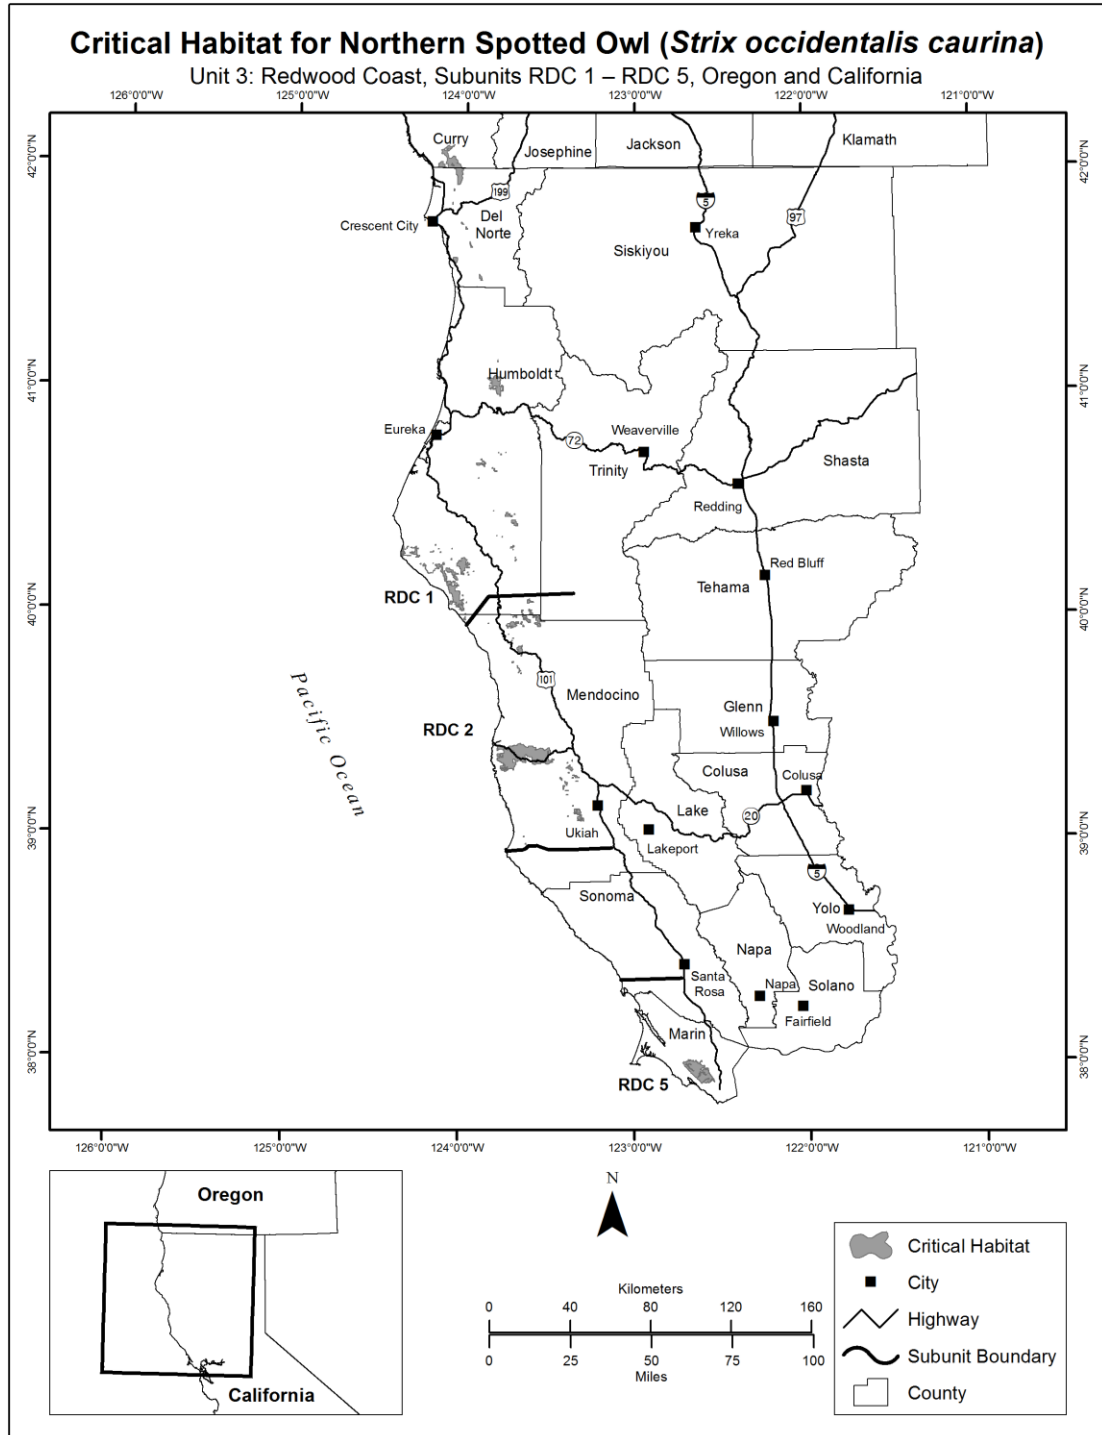 Critical Habitat for Northern Spotted Owl (Strix occidentalis caurina)
Unit 3: Redwood Coast, Subunits RDC 1 – RDC 5, Oregon and California
126°0'0"W 125°0'0"W 124°0'0"W 123°0'0"W 122°0'0"W 121°0'0"W
42°0'0"N
42°0'0"N
Curry
Josephine
Jackson
Klamath
199
5
97
Crescent City
Del
Norte
Yreka
Siskiyou
41°0'0"N
41°0'0"N
Humboldt
Eureka
Weaverville
72
Trinity
Shasta
Redding
Red Bluff
Tehama
RDC 1
40°0'0"N
40°0'0"N
101
Mendocino
Pacific Ocean
Glenn
Willows
RDC 2
Colusa
Colusa
Lake
20
Ukiah
Lakeport
39°0'0"N
39°0'0"N
5
Sonoma
Yolo
Woodland
Napa
Santa
Rosa
Napa
Solano
Fairfield
Marin
38°0'0"N
38°0'0"N
RDC 5
126°0'0"W 125°0'0"W 124°0'0"W 123°0'0"W 122°0'0"W 121°0'0"W
Oregon
California
N
Kilometers
0 40 80 120 160
0 25 50 75 100
Miles
Critical Habitat
City
Highway
Subunit Boundary
County